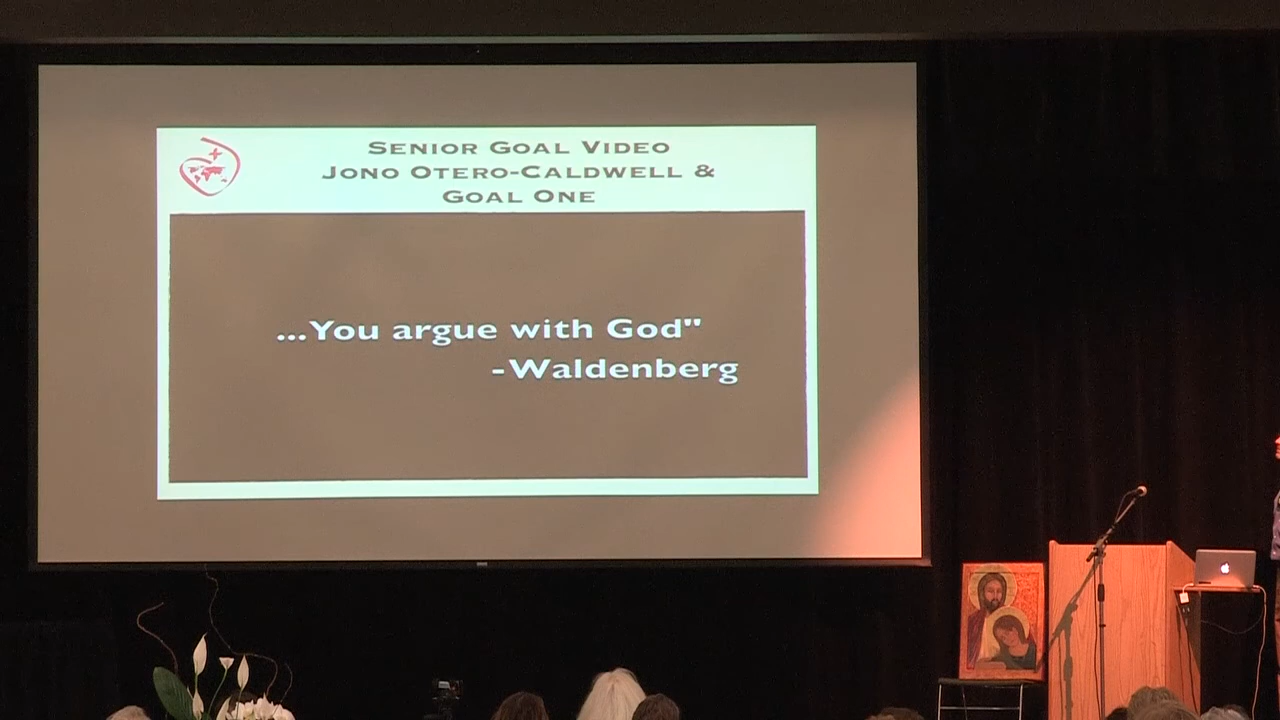 Senior Goal Video
Jono Otero-Caldwell &
Goal One
...You argue with God"
-Waldenberg